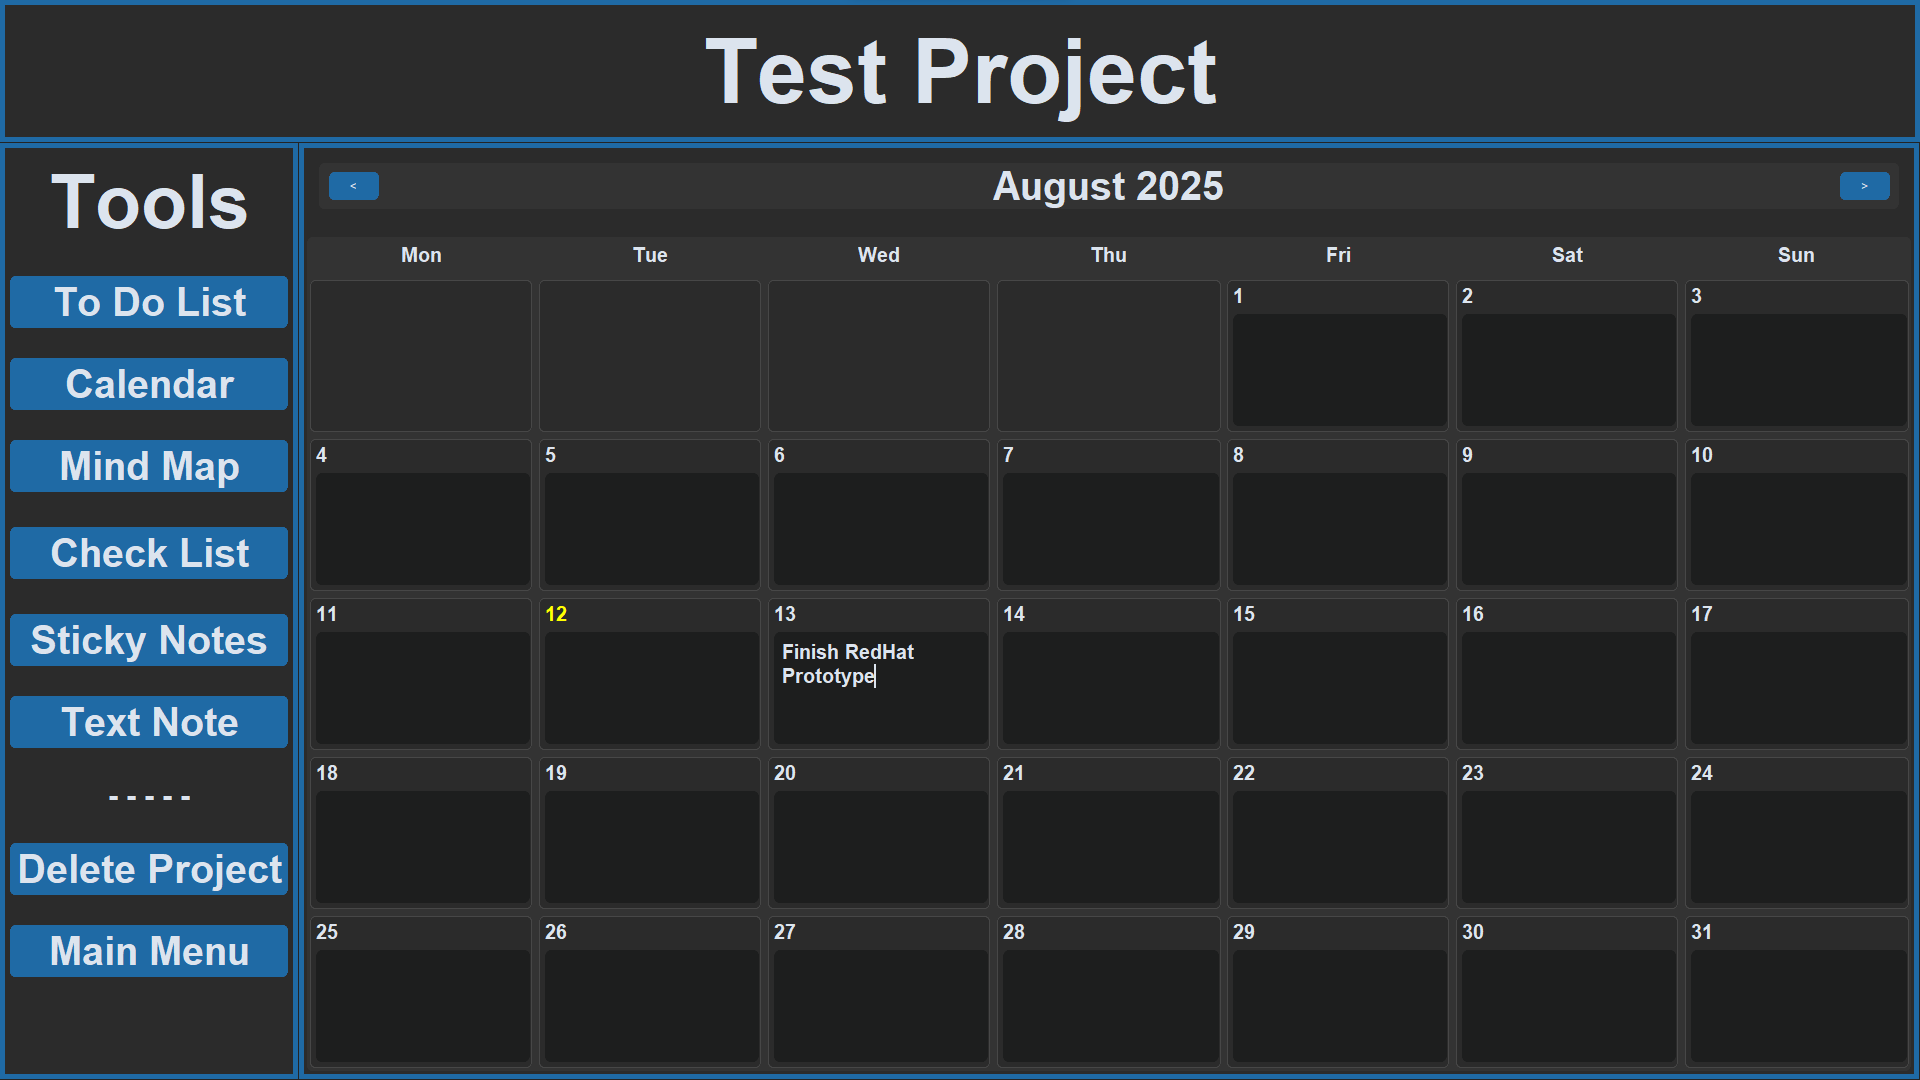 Test Project
Tools
To Do List
Calendar
Mind Map
Check List
Sticky Notes
Text Note
-----
Delete Project
Main Menu
< August 2025 >
Mon Tue Wed Thu Fri Sat Sun
1 2 3
4 5 6 7 8 9 10
11 12 13 14 15 16 17
Finish RedHat
Prototype
18 19 20 21 22 23 24
25 26 27 28 29 30 31